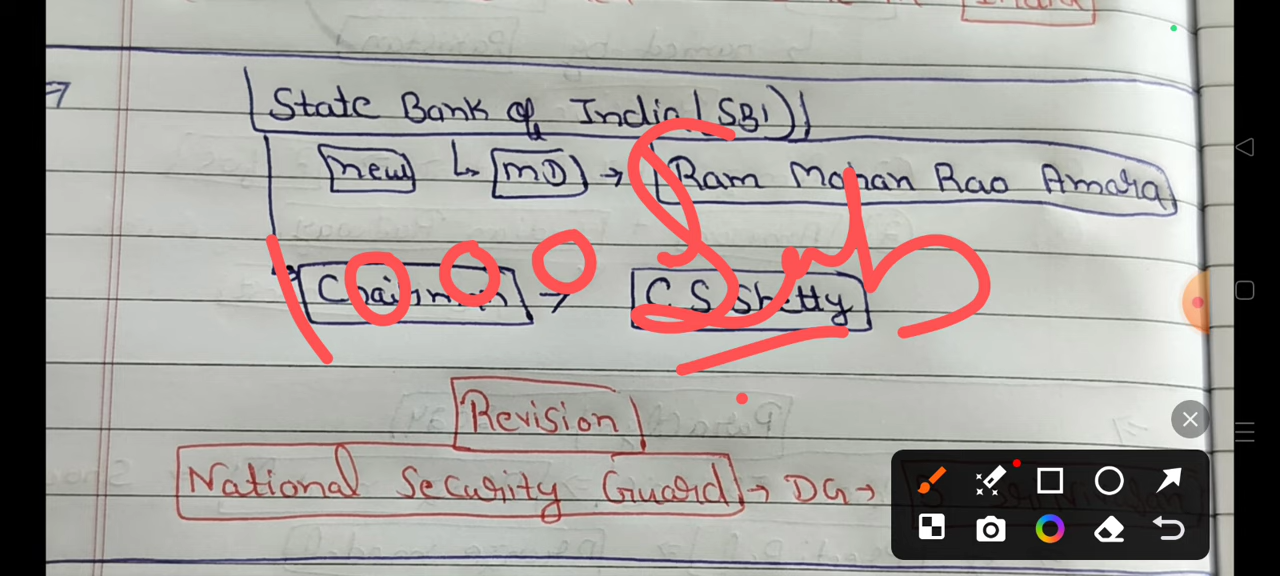 State Bank of India (SBI)
new ↳ MD → Ram Mohan Rao Amara
Chairman → C S Shetty
1000 Sub
Revision
National Security Guard → DG →